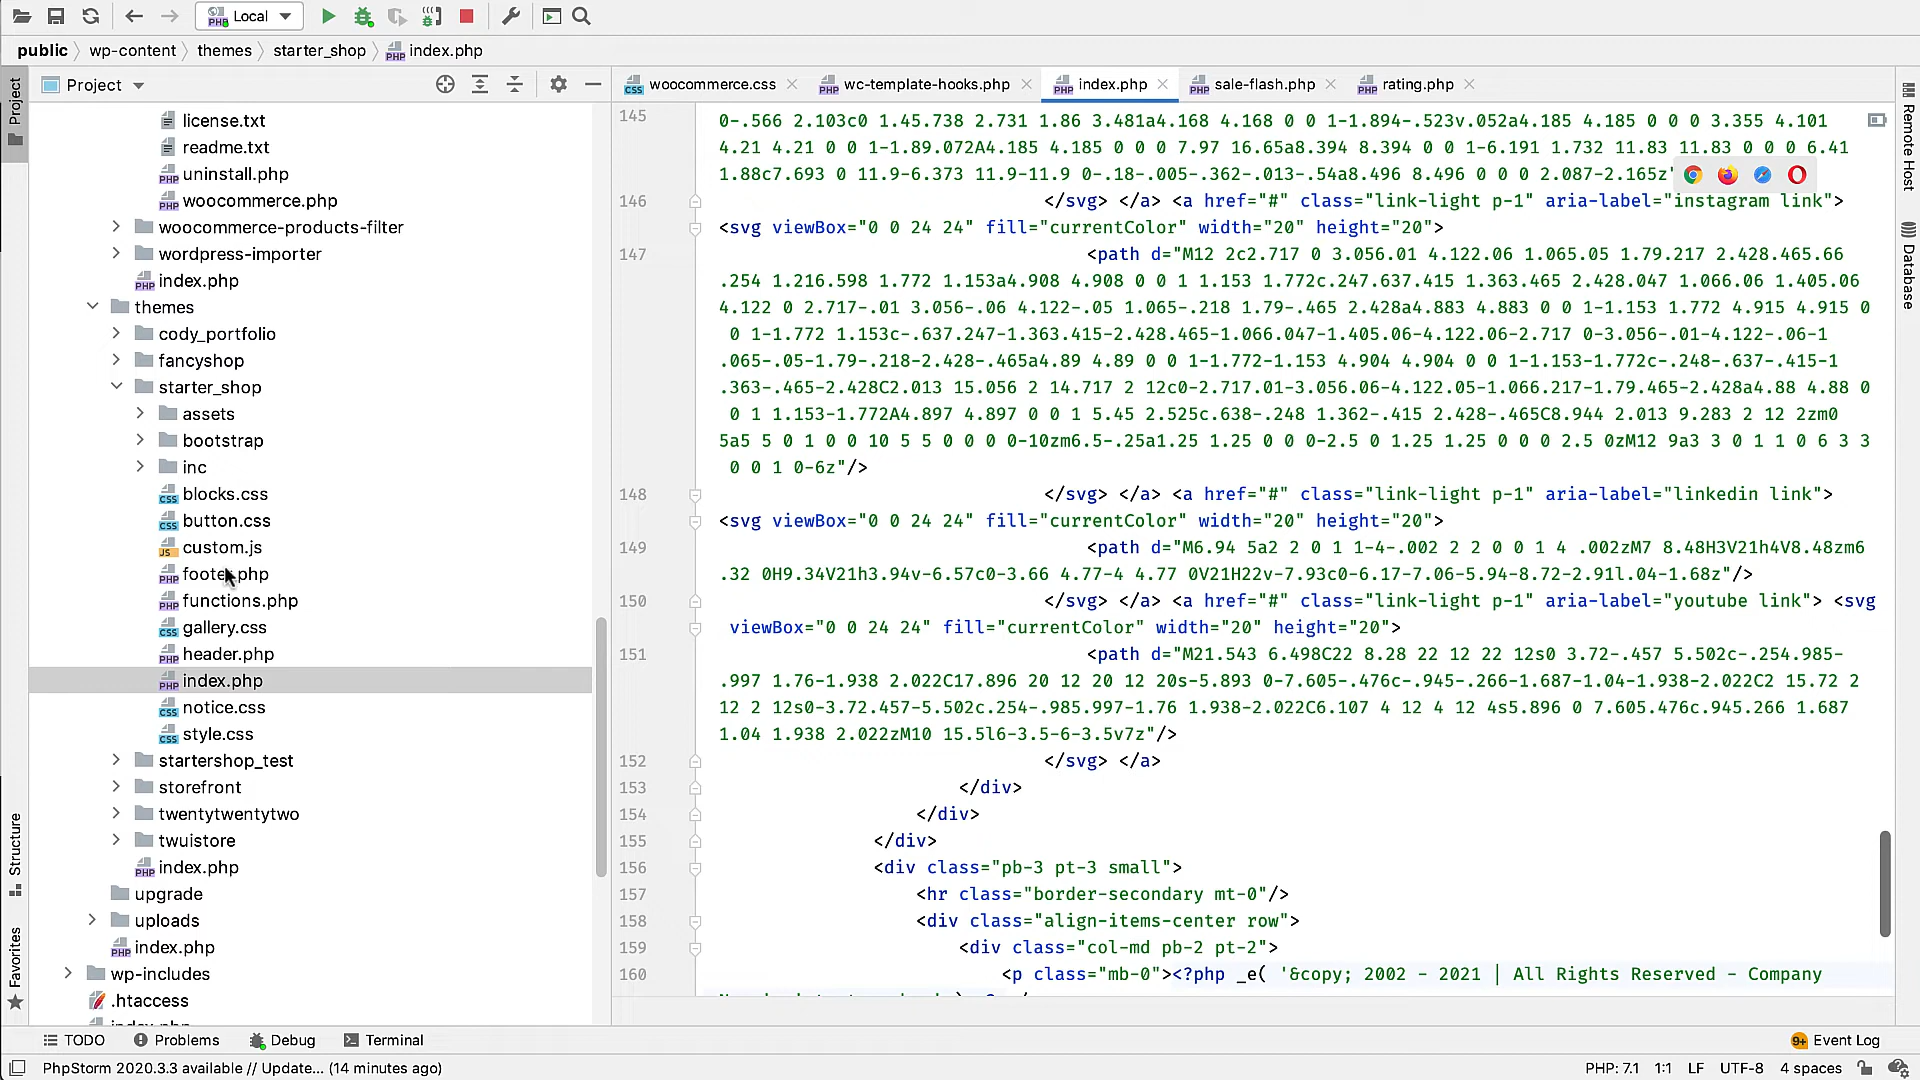 Local
public wp-content themes starter_shop index.php
Project
woocommerce.css wc-template-hooks.php index.php sale-flash.php rating.php
Project
license.txt
readme.txt
uninstall.php
woocommerce.php
woocommerce-products-filter
wordpress-importer
index.php
themes
cody_portfolio
fancyshop
starter_shop
assets
bootstrap
inc
blocks.css
button.css
custom.js
functions.php
gallery.css
header.php
index.php
notice.css
style.css
startershop_test
storefront
twentytwentytwo
twuistore
index.php
upgrade
uploads
index.php
wp-includes
.htaccess
Structure
Favorites
145
0-.566 2.103c0 1.45.738 2.731 1.86 3.481a4.168 4.168 0 0 1-1.894-.523v.052a4.185 4.185 0 0 0 3.355 4.101
4.21 4.21 0 0 1-1.89.072A4.185 4.185 0 0 0 7.97 16.65a8.394 8.394 0 0 1-6.191 1.732 11.83 11.83 0 0 0 6.41
1.88c7.693 0 11.9-6.373 11.9-11.9 0-.18-.005-.362-.013-.54a8.496 8.496 0 0 0 2.087-2.165z"
146 </svg> </a> <a href="#" class="link-light p-1" aria-label="instagram link">
<svg viewBox="0 0 24 24" fill="currentColor" width="20" height="20">
147 <path d="M12 2c2.717 0 3.056.01 4.122.06 1.065.05 1.79.217 2.428.465.66
.254 1.216.598 1.772 1.153a4.908 4.908 0 0 1 1.153 1.772c.247.637.415 1.363.465 2.428.047 1.066.06 1.405.06
4.122 0 2.717-.01 3.056-.06 4.122-.05 1.065-.218 1.79-.465 2.428a4.883 4.883 0 0 1-1.153 1.772 4.915 4.915 0
0 1-1.772 1.153c-.637.247-1.363.415-2.428.465-1.066.047-1.405.06-4.122.06-2.717 0-3.056-.01-4.122-.06-1
.065-.05-1.79-.218-2.428-.465a4.89 4.89 0 0 1-1.772-1.153 4.904 4.904 0 0 1-1.153-1.772c-.248-.637-.415-1
.363-.465-2.428C2.013 15.056 2 14.717 2 12c0-2.717.01-3.056.06-4.122.05-1.066.217-1.79.465-2.428a4.88 4.88 0
0 1 1.153-1.772A4.897 4.897 0 0 1 5.45 2.525c.638-.248 1.362-.415 2.428-.465C8.944 2.013 9.283 2 12 2zm0
5a5 5 0 1 0 0 10 5 5 0 0 0 0-10zm6.5-.25a1.25 1.25 0 0 0-2.5 0 1.25 1.25 0 0 0 2.5 0zM12 9a3 3 0 1 1 0 6 3 3
0 0 1 0-6z"/>
148 </svg> </a> <a href="#" class="link-light p-1" aria-label="linkedin link">
<svg viewBox="0 0 24 24" fill="currentColor" width="20" height="20">
149 <path d="M6.94 5a2 2 0 1 1-4-.002 2 2 0 0 1 4 .002zM7 8.48H3V21h4V8.48zm6
.32 0H9.34V21h3.94v-6.57c0-3.66 4.77-4 4.77 0V21H22v-7.93c0-6.17-7.06-5.94-8.72-2.91l.04-1.68z"/>
150 </svg> </a> <a href="#" class="link-light p-1" aria-label="youtube link"> <svg
viewBox="0 0 24 24" fill="currentColor" width="20" height="20">
151 <path d="M21.543 6.498C22 8.28 22 12 22 12s0 3.72-.457 5.502c-.254.985-
.997 1.76-1.938 2.022C17.896 20 12 20 12 20s-5.893 0-7.605-.476c-.945-.266-1.687-1.04-1.938-2.022C2 15.72 2
12 2 12s0-3.72.457-5.502c.254-.985.997-1.76 1.938-2.022C6.107 4 12 4 12 4s5.896 0 7.605.476c.945.266 1.687
1.04 1.938 2.022zM10 15.5l6-3.5-6-3.5v7z"/>
152 </svg> </a>
153 </div>
154 </div>
155 </div>
156 <div class="pb-3 pt-3 small">
157 <hr class="border-secondary mt-0"/>
158 <div class="align-items-center row">
159 <div class="col-md pb-2 pt-2">
160 <p class="mb-0"><?php _e( '&copy; 2002 - 2021 | All Rights Reserved - Company
Remote Host
Database
TODO Problems Debug Terminal
9+ Event Log
PhpStorm 2020.3.3 available // Update... (14 minutes ago)
PHP: 7.1 1:1 LF UTF-8 4 spaces